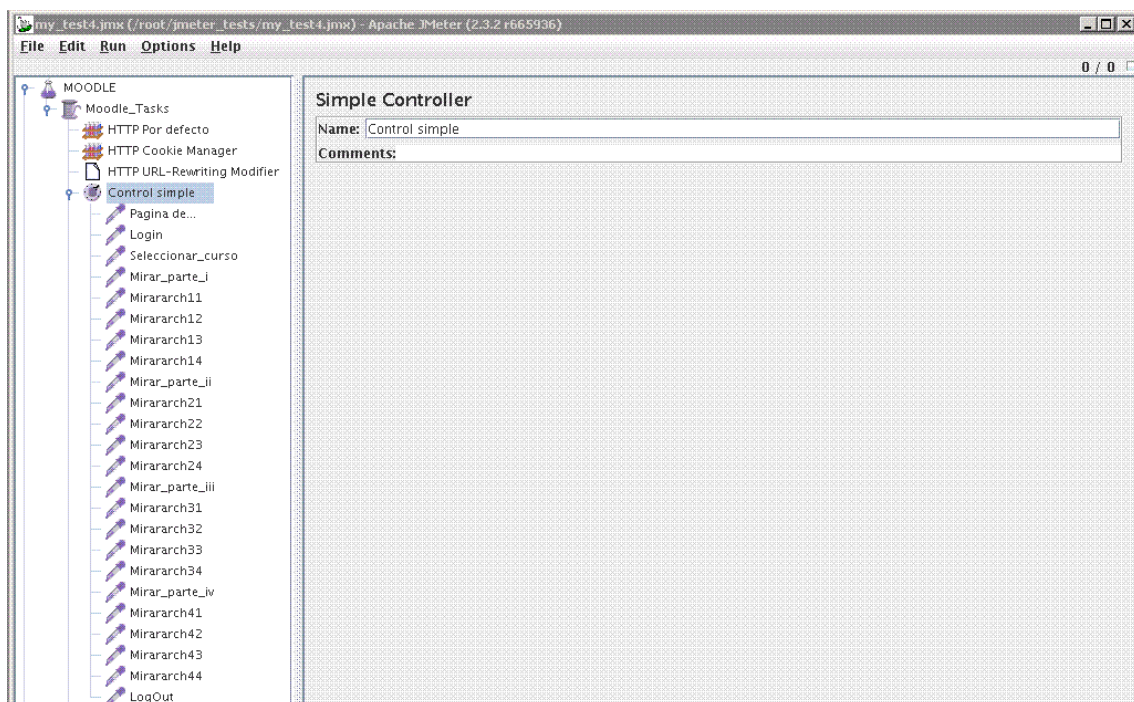 my_test4.jmx (/root/jmeter_tests/my_test4.jmx) - Apache JMeter (2.3.2 r665936)
File Edit Run Options Help
0 / 0
MOODLE
Moodle_Tasks
HTTP Por defecto
HTTP Cookie Manager
HTTP URL-Rewriting Modifier
Control simple
Pagina de...
Login
Seleccionar_curso
Mirar_parte_i
Mirararch11
Mirararch12
Mirararch13
Mirararch14
Mirar_parte_ii
Mirararch21
Mirararch22
Mirararch23
Mirararch24
Mirar_parte_iii
Mirararch31
Mirararch32
Mirararch33
Mirararch34
Mirar_parte_iv
Mirararch41
Mirararch42
Mirararch43
Mirararch44
LogOut
Simple Controller
Name: Control simple
Comments: